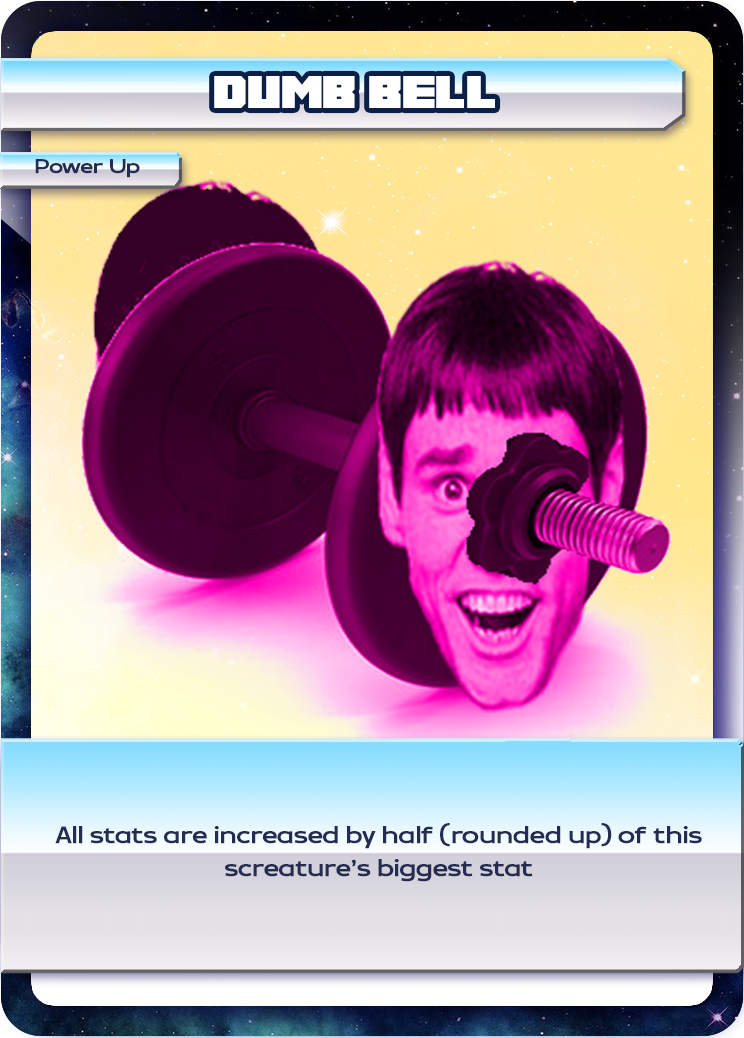 DUMB BELL
Power Up
All stats are increased by half (rounded up) of this
screature's biggest stat